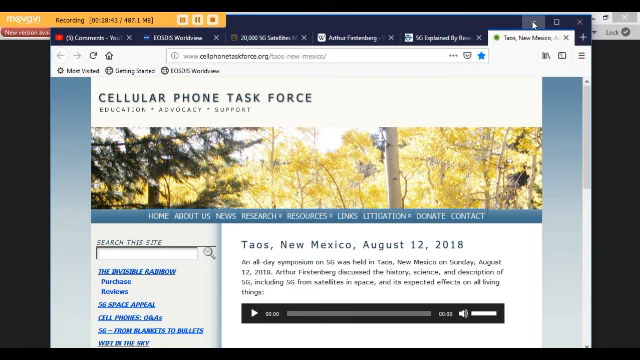 movavi
Recording (00:28:43 / 487.1 MB)
New version avai
Lock
(5) Comments - You
EOSDIS Worldview
20,000 5G Satellites
W Arthur Firstenberg -
5G Explained By Rese
Taos, New Mexico, A
www.cellphonetaskforce.org/taos-new-mexico/
Most Visited
Getting Started
EOSDIS Worldview
CELLULAR PHONE TASK FORCE
EDUCATION * ADVOCACY * SUPPORT
HOME ABOUT US NEWS RESEARCH RESOURCES LINKS LITIGATION DONATE CONTACT
SEARCH THIS SITE
THE INVISIBLE RAINBOW
Purchase
Reviews
5G SPACE APPEAL
CELL PHONES: Q&As
5G — FROM BLANKETS TO BULLETS
WIFI IN THE SKY
Taos, New Mexico, August 12, 2018
An all-day symposium on 5G was held in Taos, New Mexico on Sunday, August
12, 2018. Arthur Firstenberg discussed the history, science, and description of
5G, including 5G from satellites in space, and its expected effects on all living
things:
00:00
00:00